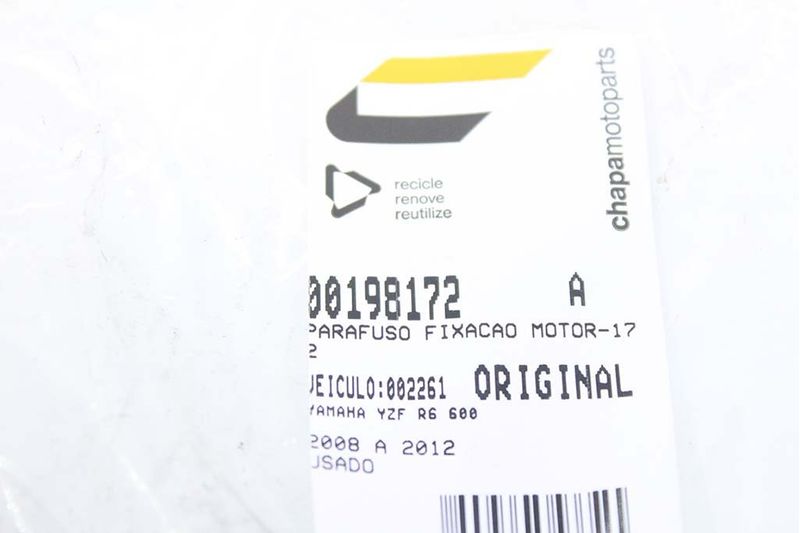 chapamotoparts
recicle
renove
reutilize
00198172 A
PARAFUSO FIXACAO MOTOR-17
2
VEICULO:002261 ORIGINAL
YAMAHA YZF R6 600
2008 A 2012
USADO